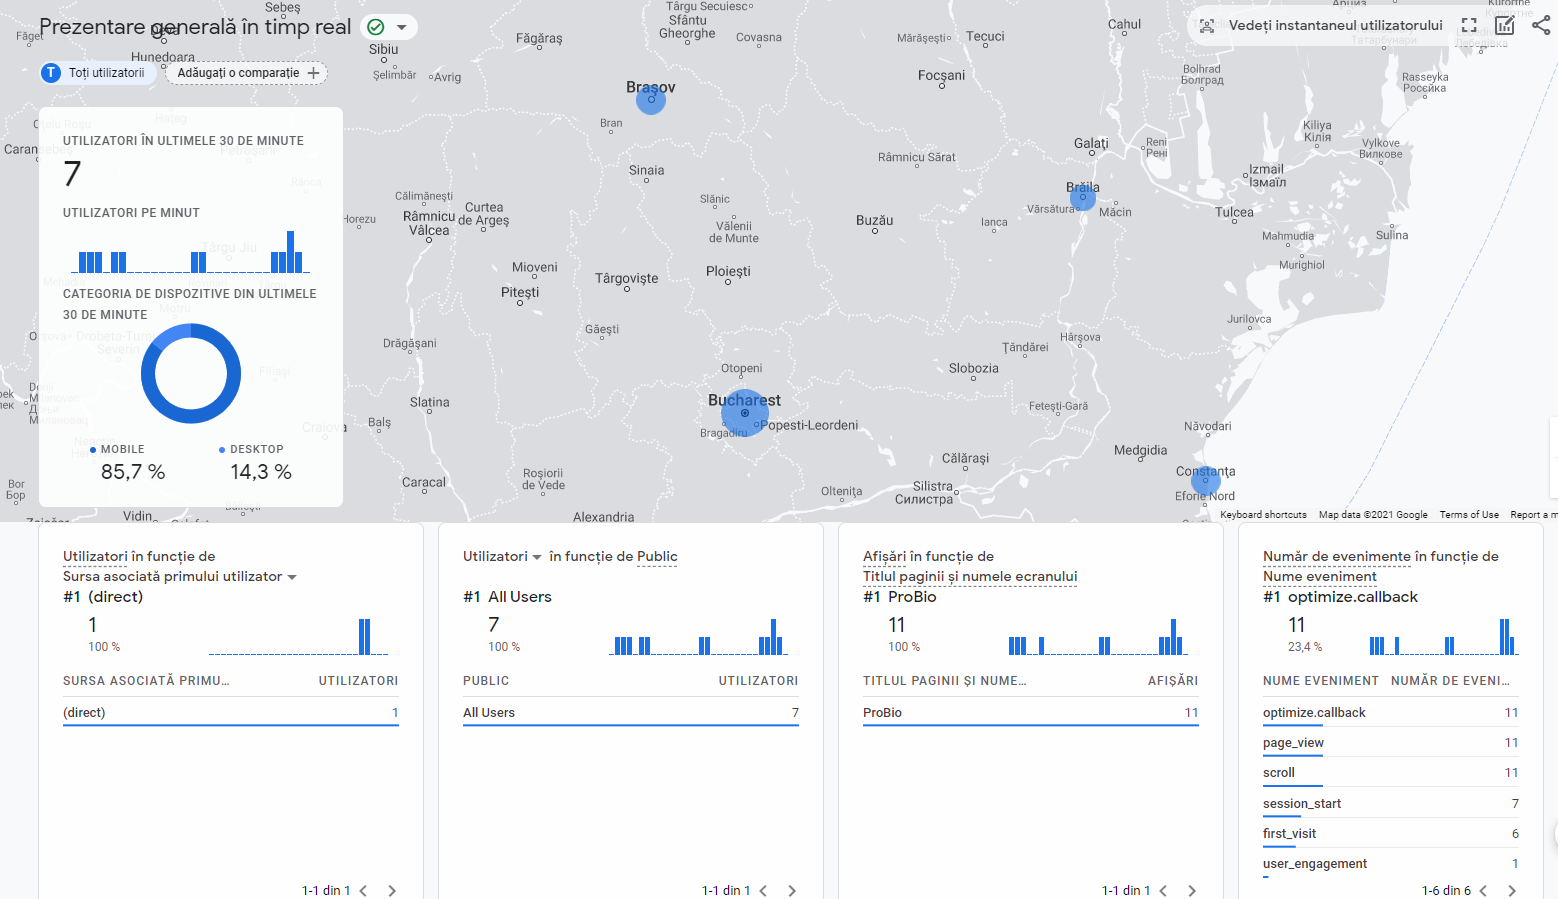 Prezentare generală în timp real
Vedeți instantaneul utilizatorului
T Toți utilizatorii
Adăugați o comparație
UTILIZATORI ÎN ULTIMELE 30 DE MINUTE
7
UTILIZATORI PE MINUT
CATEGORIA DE DISPOZITIVE DIN ULTIMELE
30 DE MINUTE
MOBILE
85,7 %
DESKTOP
14,3 %
Sebeș
Deva
Făget
Hunedoara
Sibiu
Șelimbăr
Avrig
Făgăraș
Târgu Secuiesc
Sfântu
Gheorghe
Covasna
Mărășești
Tecuci
Cahul
Focșani
Bolhrad
Болград
Rasseyka
Россійка
Brașov
Bran
Sinaia
Galați
Reni
Рені
Kiliya
Кілія
Vylkove
Вилкове
Râmnicu Sărat
Izmail
Ізмаїл
Brăila
Vărsătura
Măcin
Tulcea
Mahmudia
Murighiol
Sulina
Horezu
Călimănești
Râmnicu
Vâlcea
Curtea
de Argeș
Slănic
Vălenii
de Munte
Buzău
Ianca
Mioveni
Pitești
Târgoviște
Ploiești
Găești
Drăgășani
Jurilovca
Hârșova
Țăndărei
Otopeni
Slobozia
Slatina
Bucharest
Bragadiru
Popesti-Leordeni
Fetești-Gară
Balș
Craiova
Năvodari
Medgidia
Constanța
Eforie Nord
Călărași
Silistra
Силистра
Oltenița
Roșiorii
de Vede
Caracal
Alexandria
Vidin
Bor
Бор
Târgu Jiu
Keyboard shortcuts
Map data ©2021 Google
Terms of Use
Report a m
Utilizatori în funcție de
Sursa asociată primului utilizator
#1 (direct)
1
100 %
SURSA ASOCIATĂ PRIMU…
UTILIZATORI
(direct)
1
1-1 din 1
Utilizatori în funcție de Public
#1 All Users
7
100 %
PUBLIC
UTILIZATORI
All Users
7
1-1 din 1
Afișări în funcție de
Titlul paginii și numele ecranului
#1 ProBio
11
100 %
TITLUL PAGINII ȘI NUME…
AFIȘĂRI
ProBio
11
1-1 din 1
Număr de evenimente în funcție de
Nume eveniment
#1 optimize.callback
11
23,4 %
NUME EVENIMENT
NUMĂR DE EVENI…
optimize.callback
11
page_view
11
scroll
11
session_start
7
first_visit
6
user_engagement
1
1-6 din 6